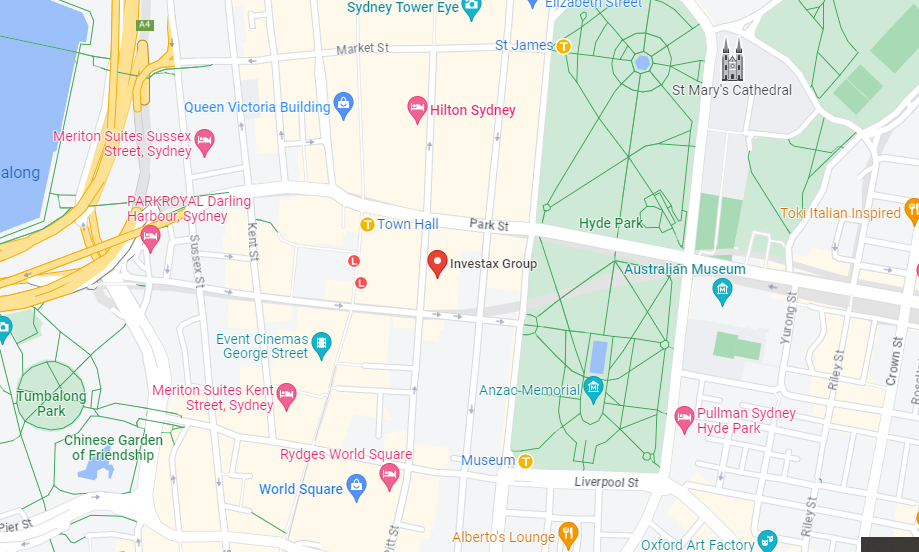 Sydney Tower Eye
Elizabeth Street
A4
Market St
St James
T
St Mary's Cathedral
Queen Victoria Building
Hilton Sydney
Meriton Suites Sussex
Street, Sydney
along
PARKROYAL Darling
Harbour, Sydney
Toki Italian Inspired
Town Hall
T
Park St
Hyde Park
Sussex St
Kent St
L
L
Investax Group
Australian Museum
Yurong St
Event Cinemas
George Street
Riley St
Crown St
Meriton Suites Kent
Street, Sydney
Anzac Memorial
Tumbalong
Park
Pullman Sydney
Hyde Park
Chinese Garden
of Friendship
Rydges World Square
Museum
T
World Square
Liverpool St
Riley St
Pier St
Pitt St
Alberto's Lounge
Oxford Art Factory